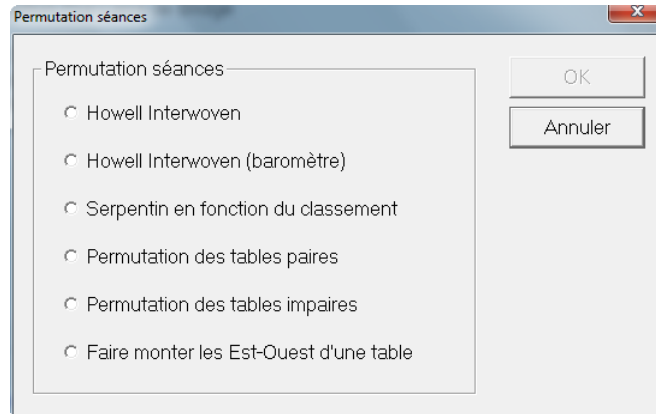 Permutation séances
Permutation séances
OK
Howell Interwoven
Annuler
Howell Interwoven (baromètre)
Serpentin en fonction du classement
Permutation des tables paires
Permutation des tables impaires
Faire monter les Est-Ouest d'une table